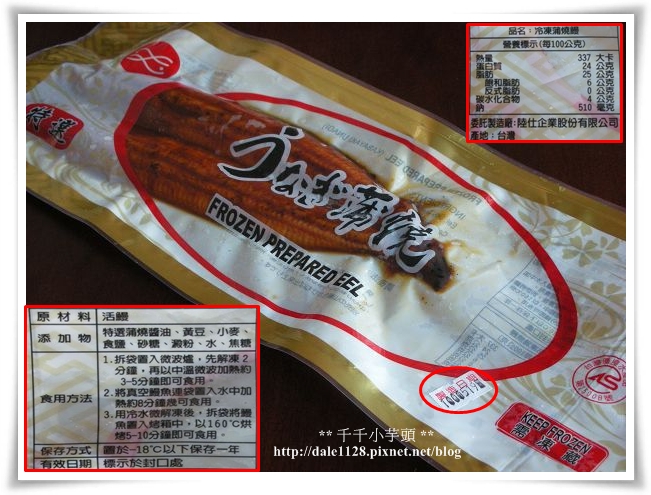 品名：冷凍蒲燒鰻
營養標示(每100公克)
熱量 337 大卡
蛋白質 24 公克
脂肪 25 公克
飽和脂肪 6 公克
反式脂肪 0 公克
碳水化合物 4 公克
鈉 510 毫克
委託製造廠：陸仕企業股份有限公司
產地：台灣
特選
うなぎ蒲燒
FROZEN PREPARED EEL
原材料 活鰻
添加物 特選蒲燒醬油、黃豆、小麥、
食鹽、砂糖、澱粉、水、焦糖
食用方法
1.拆袋置入微波爐，先解凍2
分鐘，再以中溫微波加熱約
3-5分鐘即可食用。
2.將真空鰻魚連袋置入水中加
熱約8分鐘幾可食用。
3.用冷水微解凍後，拆袋將鰻
魚置入烤箱中，以160℃烘
烤5-10分鐘即可食用。
保存方式 置於-18℃以下保存一年
有效日期 標示於封口處
製造日期
KEEP FROZEN
需凍藏
** 千千小芋頭 **
http://dale1128.pixnet.net/blog